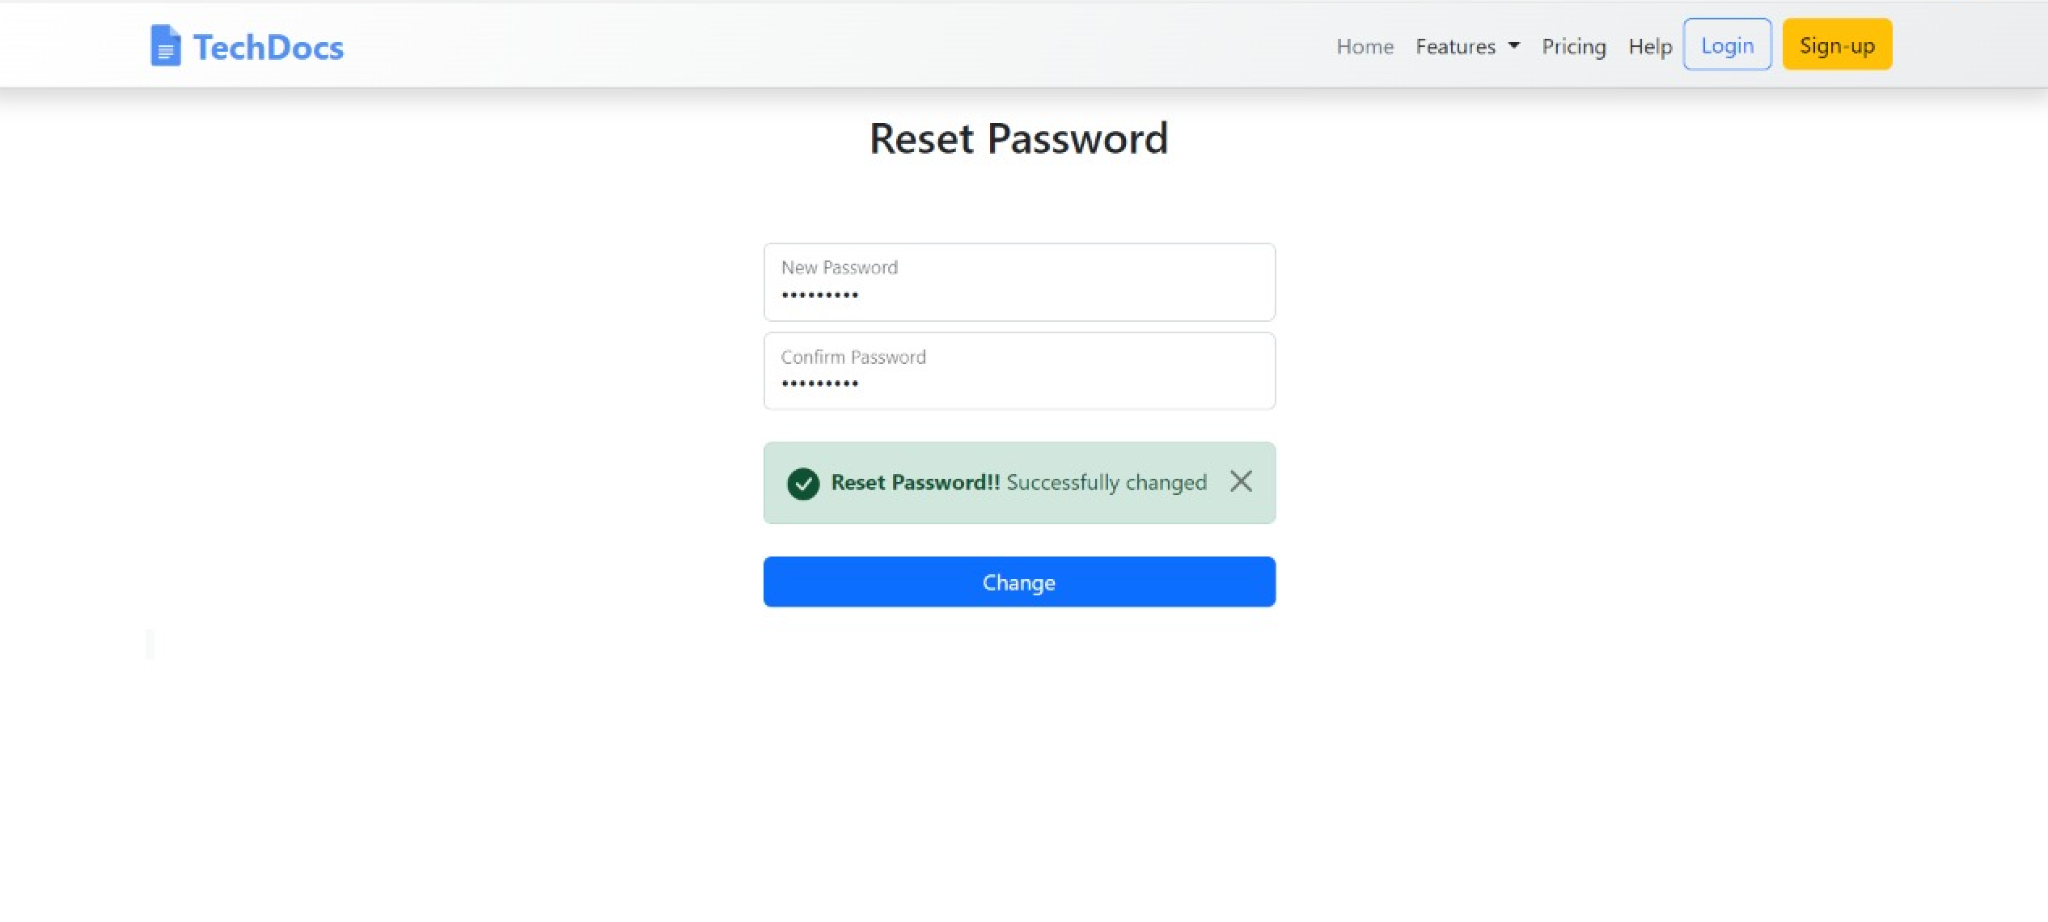 TechDocs
Home Features Pricing Help Login Sign-up
Reset Password
New Password
•••••••••
Confirm Password
•••••••••
Reset Password!! Successfully changed
Change